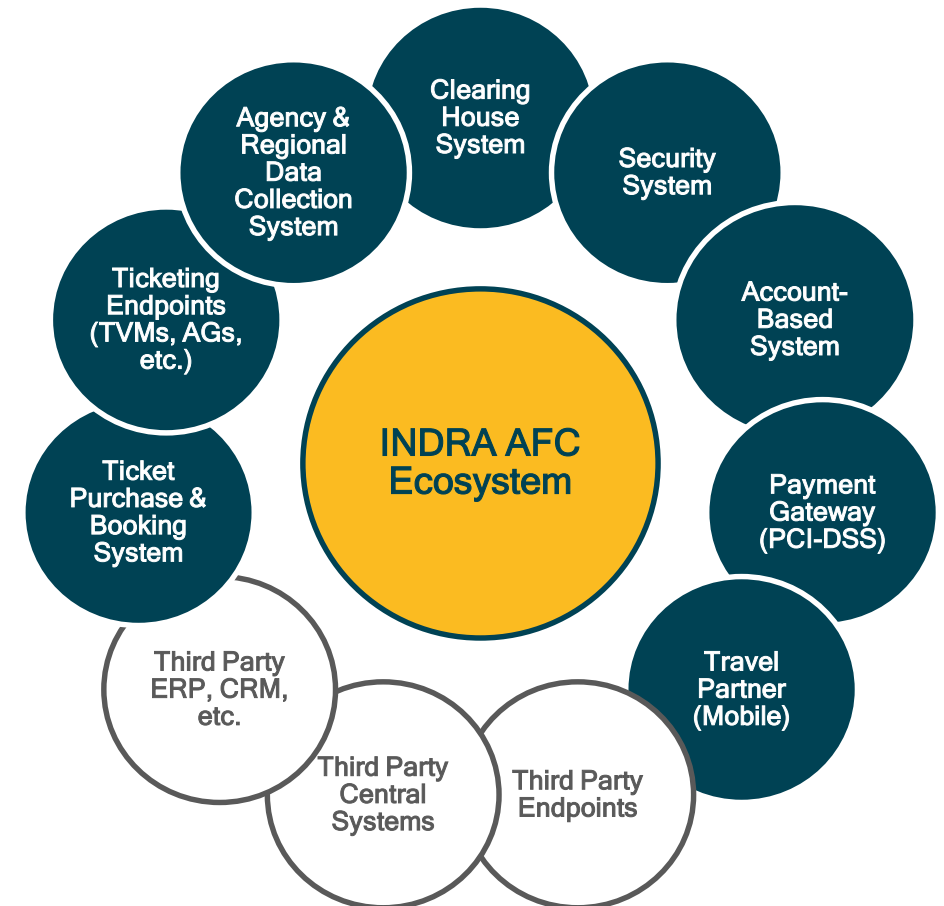 Clearing
House
System
Security
System
Account-
Based
System
Payment
Gateway
(PCI-DSS)
Travel
Partner
(Mobile)
Third Party
Endpoints
Third Party
Central
Systems
Third Party
ERP, CRM,
etc.
Ticket
Purchase &
Booking
System
Ticketing
Endpoints
(TVMs, AGs,
etc.)
Agency &
Regional
Data
Collection
System
INDRA AFC
Ecosystem